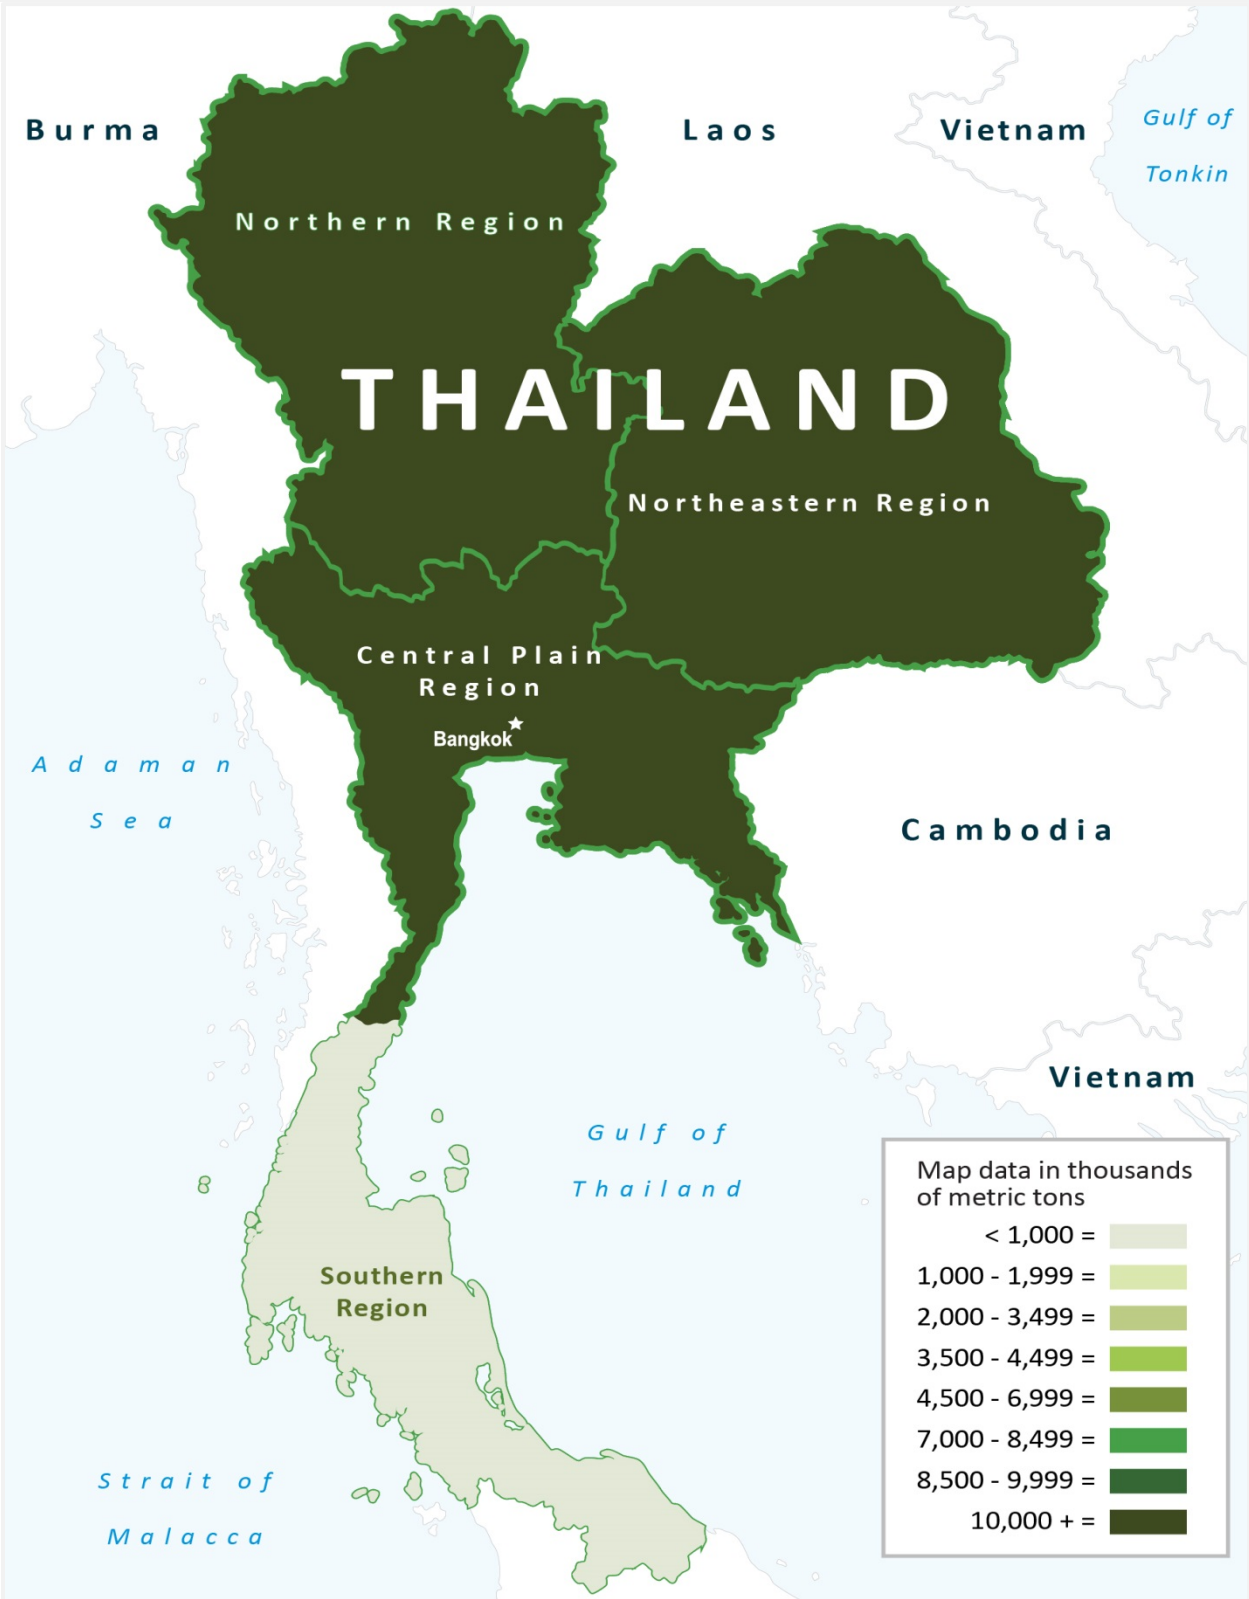 Burma
Laos
Vietnam
Gulf of
Tonkin
Northern Region
THAILAND
Northeastern Region
Central Plain
Region
Bangkok
Adaman
Sea
Cambodia
Vietnam
Gulf of
Thailand
Southern
Region
Strait of
Malacca
Map data in thousands
of metric tons
< 1,000 =
1,000 - 1,999 =
2,000 - 3,499 =
3,500 - 4,499 =
4,500 - 6,999 =
7,000 - 8,499 =
8,500 - 9,999 =
10,000 + =